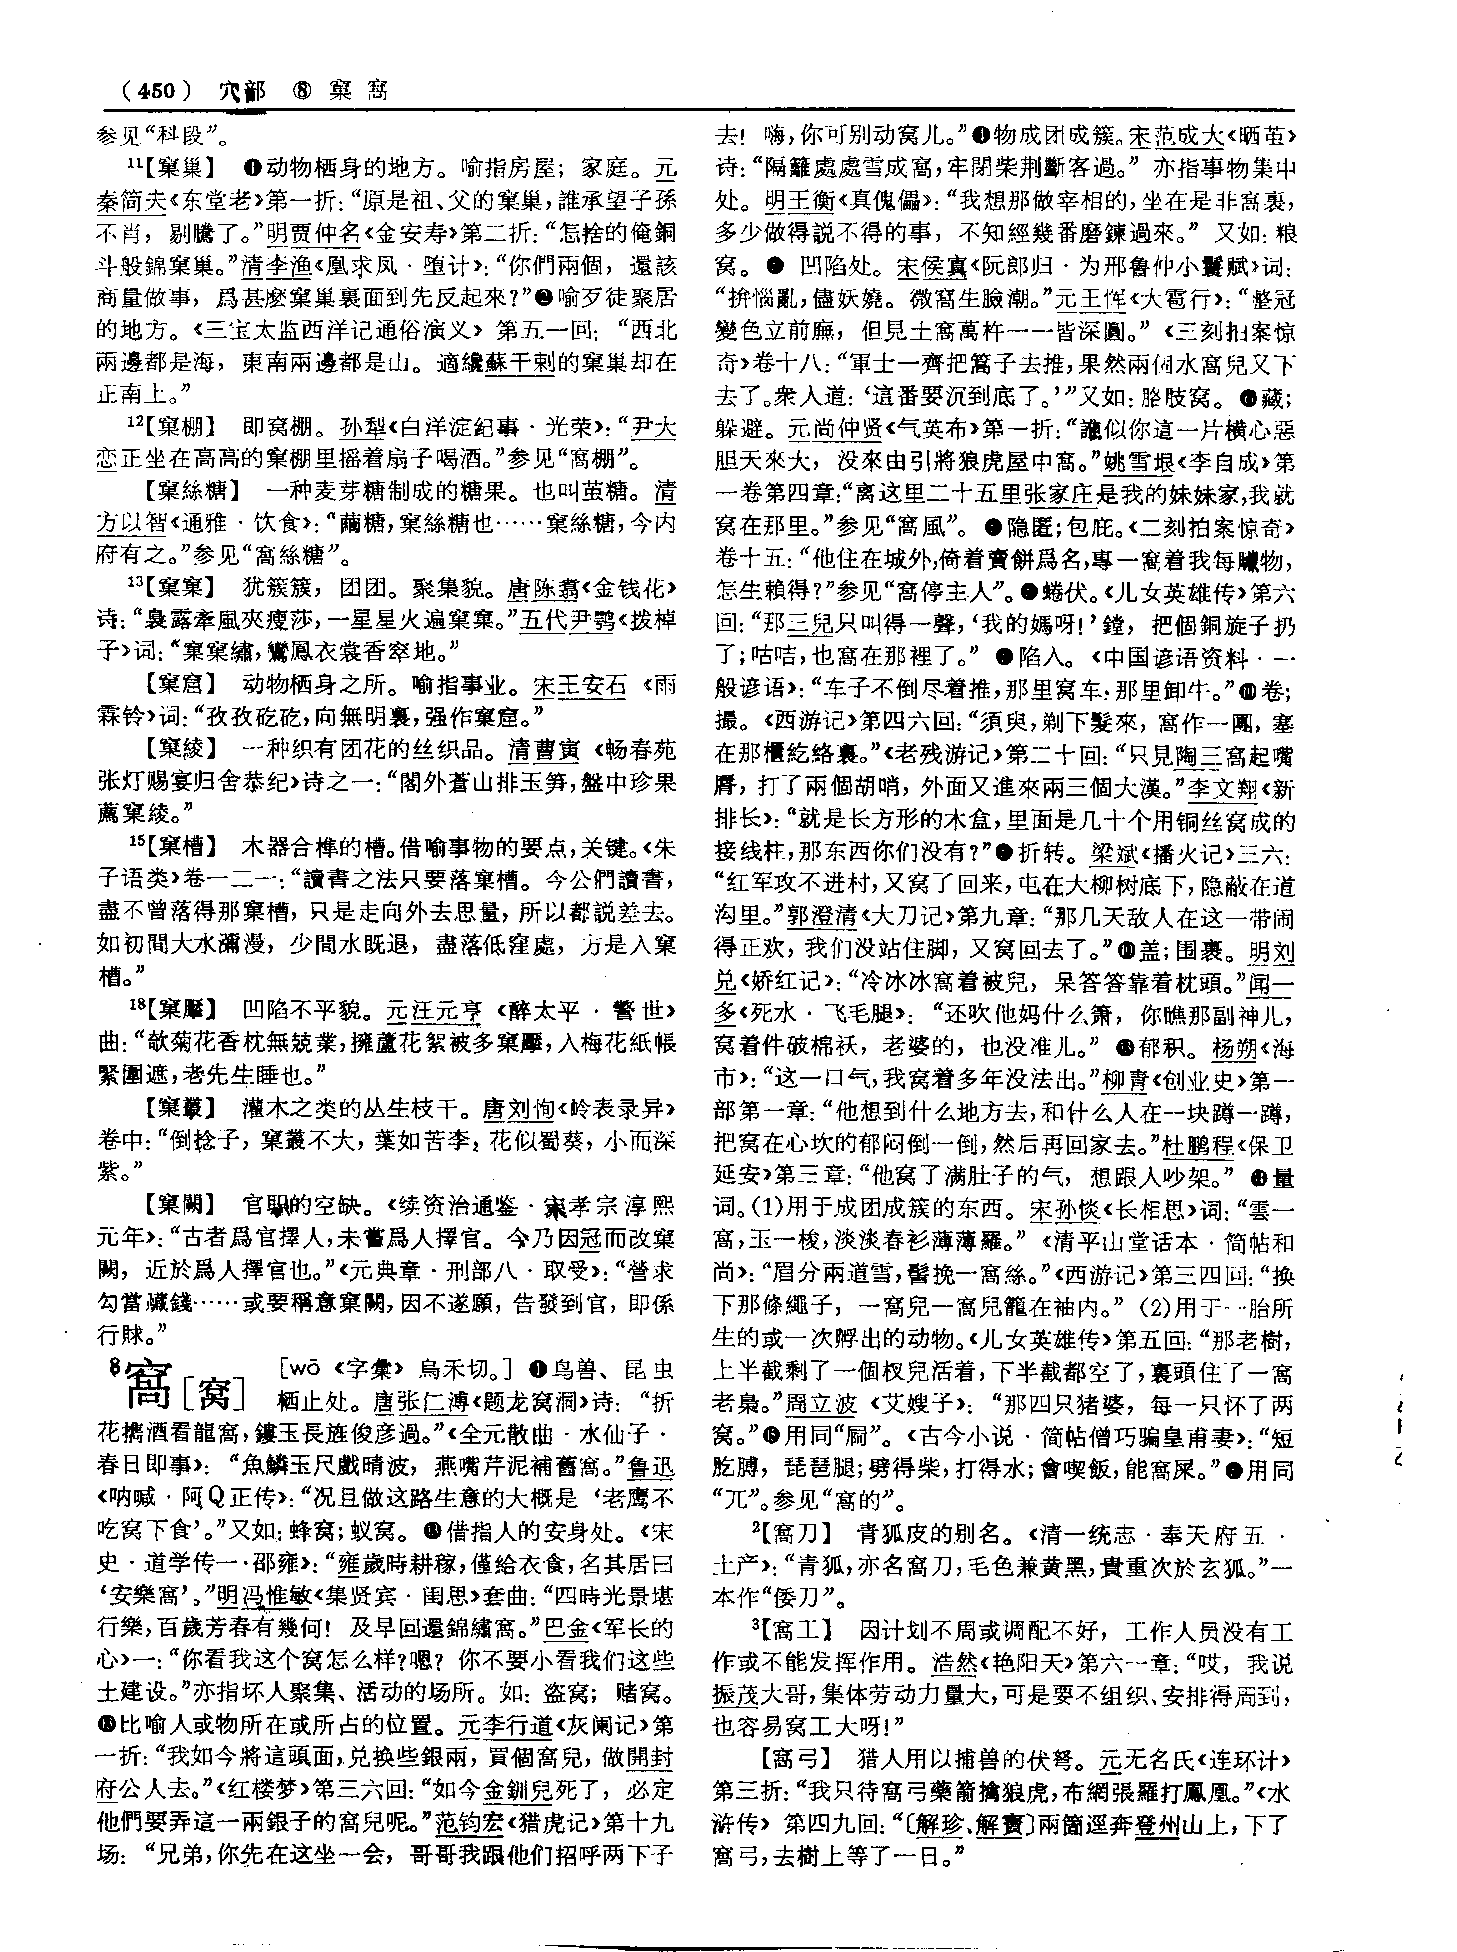 (450) 穴部 ⑧ 窠 窩
参见“科段”。
¹¹【窠巢】 ❶动物栖身的地方。喻指房屋；家庭。元
秦简夫《东堂老》第一折：“原是祖、父的窠巢，誰承望子孫
不肖，剔騰了。”明贾仲名《金安寿》第二折：“怎捨的俺銅
斗般錦窠巢。”清李渔《凰求凤·堕计》：“你們兩個，還該
商量做事，爲甚麽窠巢裏面到先反起來？”❷喻歹徒聚居
的地方。《三宝太监西洋记通俗演义》第五一回：“西北
兩邊都是海，東南兩邊都是山。適纔蘇干剌的窠巢却在
正南上。”
¹²【窠棚】 即窝棚。孙犁《白洋淀紀事·光荣》：“尹大
恋正坐在高高的窠棚里摇着扇子喝酒。”参见“窩棚”。
【窠絲糖】 一种麦芽糖制成的糖果。也叫茧糖。清
方以智《通雅·饮食》：“繭糖，窠絲糖也……窠絲糖，今内
府有之。”参见“窩絲糖”。
¹³【窠窠】 犹簇簇，团团。聚集貌。唐陈翥《金钱花》
诗：“裊露牽風夾瘦莎，一星星火遍窠窠。”五代尹鹗《拨棹
子》词：“窠窠繡，鸞鳳衣裳香窣地。”
【窠窟】 动物栖身之所。喻指事业。宋王安石《雨
霖铃》词：“孜孜矻矻，向無明裏，强作窠窟。”
【窠綾】 一种织有团花的丝织品。清曹寅《畅春苑
张灯赐宴归舍恭纪》诗之一：“閣外蒼山排玉笋，盤中珍果
薦窠綾。”
¹⁵【窠槽】 木器合榫的槽。借喻事物的要点，关键。《朱
子语类》卷一二一：“讀書之法只要落窠槽。今公們讀書，
盡不曾落得那窠槽，只是走向外去思量，所以都説差去。
如初間大水瀰漫，少間水既退，盡落低窪處，方是入窠
槽。”
¹⁸【窠壓】 凹陷不平貌。元汪元亨《醉太平·警世》
曲：“欹菊花香枕無兢業，擁蘆花絮被多窠壓，入梅花紙帳
緊圍遮，老先生睡也。”
【窠叢】 灌木之类的丛生枝干。唐刘恂《岭表录异》
卷中：“倒捻子，窠叢不大，葉如苦李，花似蜀葵，小而深
紫。”
【窠闕】 官职的空缺。《续资治通鉴·宋孝宗淳熙
元年》：“古者爲官擇人，未嘗爲人擇官。今乃因冠而改窠
闕，近於爲人擇官也。”《元典章·刑部八·取受》：“營求
勾當贓錢……或要稱意窠闕，因不遂願，告發到官，即係
行賕。”
⁸窩［窝］ ［wō 《字彙》烏禾切。］❶鸟兽、昆虫
栖止处。唐张仁溥《题龙窝洞》诗：“折
花攜酒看龍窩，鏤玉長旌俊彦過。”《全元散曲·水仙子·
春日即事》：“魚鱗玉尺戲晴波，燕嘴芹泥補舊窩。”鲁迅
《呐喊·阿Q正传》：“况且做这路生意的大概是‘老鹰不
吃窝下食’。”又如：蜂窝；蚁窝。❷借指人的安身处。《宋
史·道学传一·邵雍》：“雍歲時耕稼，僅給衣食，名其居曰
‘安樂窩’。”明冯惟敏《集贤宾·闺思》套曲：“四時光景堪
行樂，百歲芳春有幾何！及早回還錦繡窩。”巴金《军长的
心》一：“你看我这个窝怎么样？嗯？你不要小看我们这些
土建设。”亦指坏人聚集、活动的场所。如：盗窝；赌窝。
❸比喻人或物所在或所占的位置。元李行道《灰阑记》第
一折：“我如今將這頭面，兑换些銀兩，買個窩兒，做開封
府公人去。”《红楼梦》第三六回：“如今金釧兒死了，必定
他們要弄這一兩銀子的窩兒呢。”范钧宏《猎虎记》第十九
场：“兄弟，你先在这坐一会，哥哥我跟他们招呼两下子
去！嗨，你可别动窝儿。”❹物成团成簇。宋范成大《晒茧》
诗：“隔籬處處雪成窩，牢閉柴荆斷客過。”亦指事物集中
处。明王衡《真傀儡》：“我想那做宰相的，坐在是非窩裏，
多少做得説不得的事，不知經幾番磨鍊過來。”又如：粮
窝。❺凹陷处。宋侯寘《阮郎归·为邢鲁仲小鬟赋》词：
“拚惱亂，儘妖嬈。微窩生臉潮。”元王恽《大雹行》：“整冠
變色立前廡，但見土窩萬杵一一皆深圓。”《三刻拍案惊
奇》卷十八：“軍士一齊把篙子去推，果然兩個水窩兒又下
去了。衆人道：‘這番要沉到底了。’”又如：胳肢窝。❻藏；
躲避。元尚仲贤《气英布》第一折：“誰似你這一片横心惡
胆天來大，没來由引將狼虎屋中窩。”姚雪垠《李自成》第
一卷第四章：“离这里二十五里张家庄是我的妹妹家，我就
窝在那里。”参见“窩風”。❼隐匿；包庇。《二刻拍案惊奇》
卷十五：“他住在城外，倚着賣餅爲名，專一窩着我每贜物，
怎生賴得？”参见“窩停主人”。❽蜷伏。《儿女英雄传》第六
回：“那三兒只叫得一聲，‘我的媽呀！’鏜，把個銅旋子扔
了；咕咭，也窩在那裡了。”❾陷入。《中国谚语资料·一
般谚语》：“车子不倒尽着推，那里窝车，那里卸牛。”❿卷；
撮。《西游记》第四六回：“須臾，剃下髮來，窩作一團，塞
在那櫃紇絡裏。”《老残游记》第二十回：“只見陶三窩起嘴
脣，打了兩個胡哨，外面又進來兩三個大漢。”李文翔《新
排长》：“就是长方形的木盒，里面是几十个用铜丝窝成的
接线柱，那东西你们没有？”⓫折转。梁斌《播火记》三六：
“红军攻不进村，又窝了回来，屯在大柳树底下，隐蔽在道
沟里。”郭澄清《大刀记》第九章：“那几天敌人在这一带闹
得正欢，我们没站住脚，又窝回去了。”⓬盖；围裹。明刘
兑《娇红记》：“冷冰冰窩着被兒，呆答答靠着枕頭。”闻一
多《死水·飞毛腿》：“还吹他妈什么箫，你瞧那副神儿，
窝着件破棉袄，老婆的，也没准儿。”⓭郁积。杨朔《海
市》：“这一口气，我窝着多年没法出。”柳青《创业史》第一
部第一章：“他想到什么地方去，和什么人在一块蹲一蹲，
把窝在心坎的郁闷倒一倒，然后再回家去。”杜鹏程《保卫
延安》第三章：“他窝了满肚子的气，想跟人吵架。”⓮量
词。(1)用于成团成簇的东西。宋孙惔《长相思》词：“雲一
窩，玉一梭，淡淡春衫薄薄羅。”《清平山堂话本·简帖和
尚》：“眉分兩道雪，髻挽一窩絲。”《西游记》第三四回：“换
下那條繩子，一窩兒一窩兒籠在袖内。”(2)用于一胎所
生的或一次孵出的动物。《儿女英雄传》第五回：“那老樹，
上半截剩了一個杈兒活着，下半截都空了，裏頭住了一窩
老梟。”周立波《艾嫂子》：“那四只猪婆，每一只怀了两
窝。”⓯用同“屙”。《古今小说·简帖僧巧骗皇甫妻》：“短
肐膊，琵琶腿；劈得柴，打得水；會喫飯，能窩屎。”⓰用同
“兀”。参见“窩的”。
²【窩刀】 青狐皮的别名。《清一统志·奉天府五·
土产》：“青狐，亦名窩刀，毛色兼黄黑，貴重次於玄狐。”一
本作“倭刀”。
³【窩工】 因计划不周或调配不好，工作人员没有工
作或不能发挥作用。浩然《艳阳天》第六一章：“哎，我说
振茂大哥，集体劳动力量大，可是要不组织、安排得周到，
也容易窝工大呀！”
【窩弓】 猎人用以捕兽的伏弩。元无名氏《连环计》
第三折：“我只待窩弓藥箭擒狼虎，布網張羅打鳳凰。”《水
浒传》第四九回：“〔解珍、解寶〕兩箇逕奔登州山上，下了
窩弓，去樹上等了一日。”